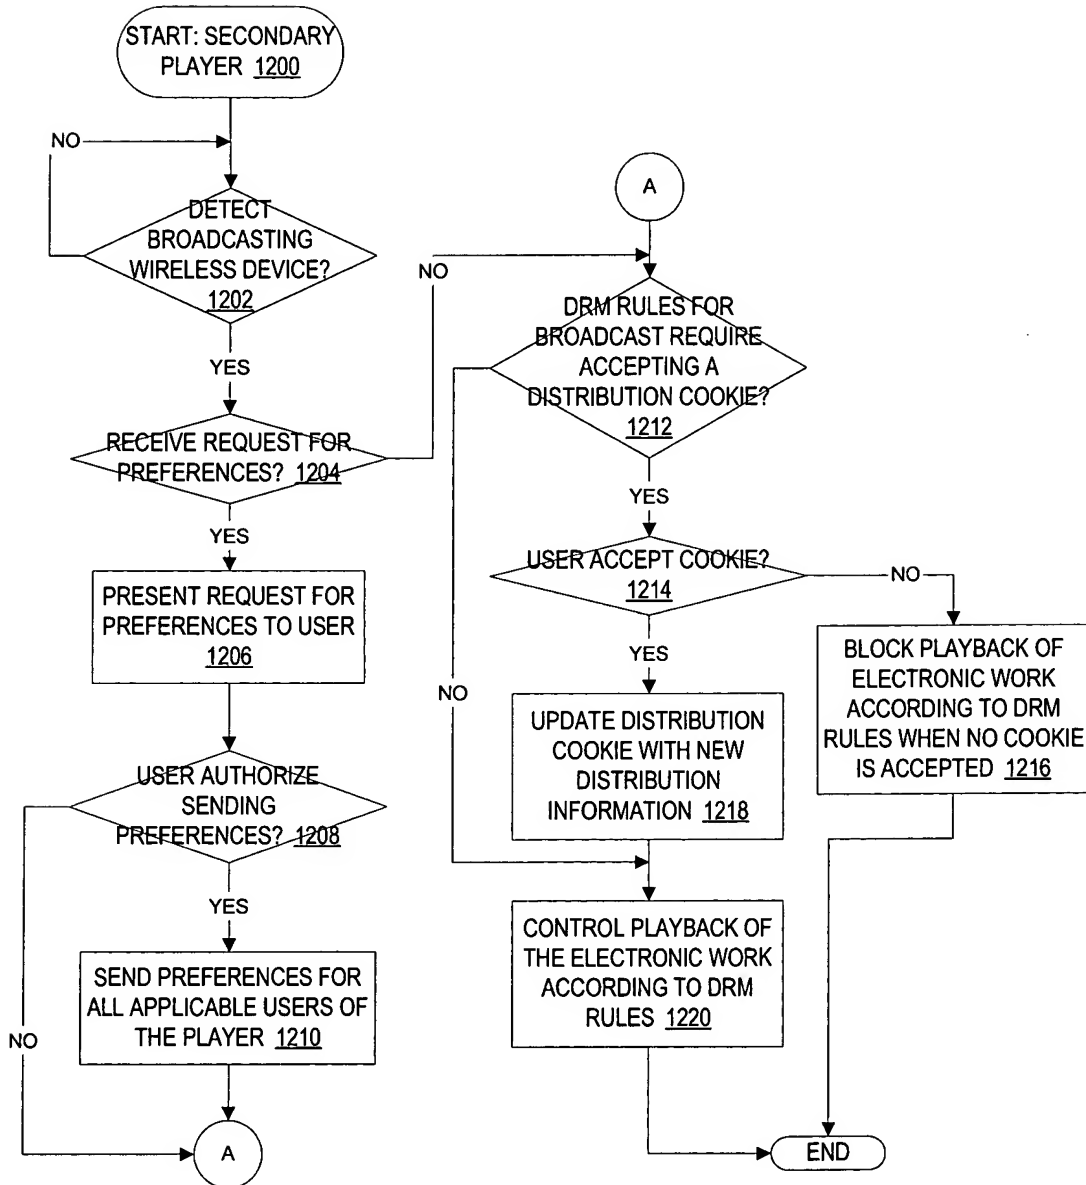 START: SECONDARY
PLAYER 1200
NO
DETECT
BROADCASTING
WIRELESS DEVICE?
1202
YES
RECEIVE REQUEST FOR
PREFERENCES? 1204
YES
PRESENT REQUEST FOR
PREFERENCES TO USER
1206
USER AUTHORIZE
SENDING
PREFERENCES? 1208
YES
SEND PREFERENCES FOR
ALL APPLICABLE USERS OF
THE PLAYER 1210
NO
A
NO
A
DRM RULES FOR
BROADCAST REQUIRE
ACCEPTING A
DISTRIBUTION COOKIE?
1212
YES
USER ACCEPT COOKIE?
1214
NO
YES
NO
UPDATE DISTRIBUTION
COOKIE WITH NEW
DISTRIBUTION
INFORMATION 1218
BLOCK PLAYBACK OF
ELECTRONIC WORK
ACCORDING TO DRM
RULES WHEN NO COOKIE
IS ACCEPTED 1216
CONTROL PLAYBACK OF
THE ELECTRONIC WORK
ACCORDING TO DRM
RULES 1220
END